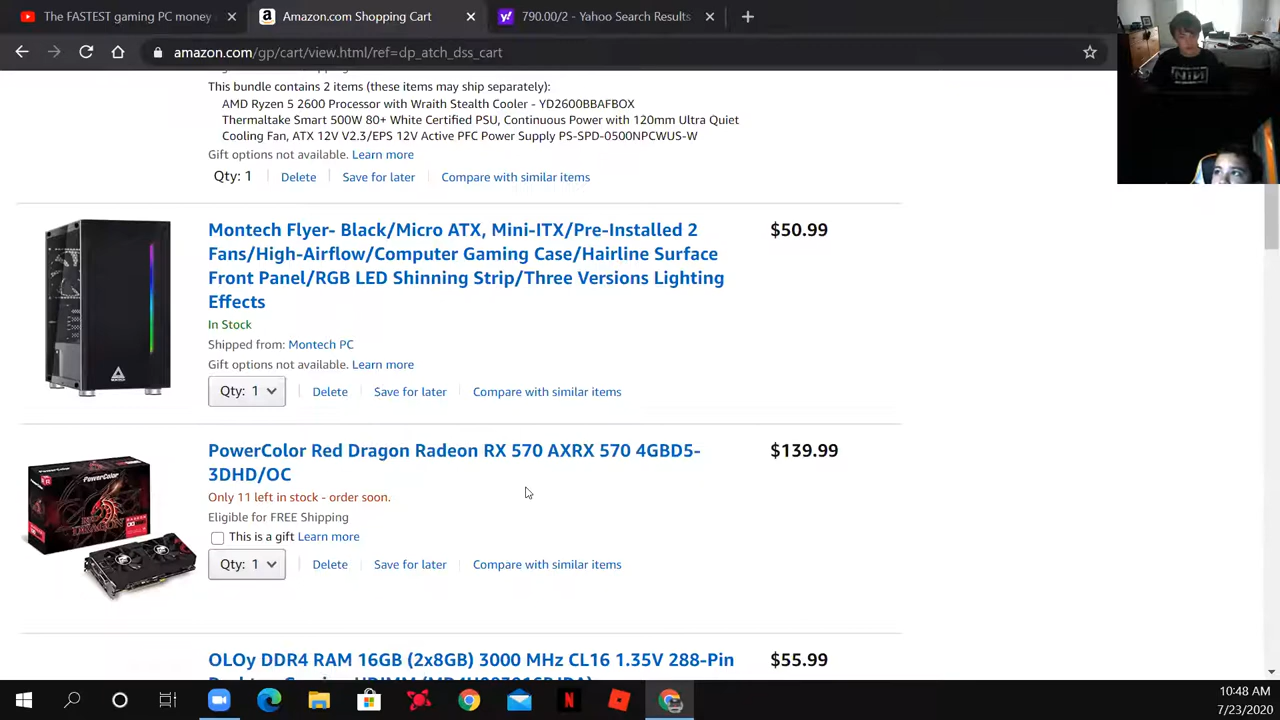 The FASTEST gaming PC money
Amazon.com Shopping Cart
790.00/2 - Yahoo Search Results
amazon.com/gp/cart/view.html/ref=dp_atch_dss_cart
This bundle contains 2 items (these items may ship separately):
AMD Ryzen 5 2600 Processor with Wraith Stealth Cooler - YD2600BBAFBOX
Thermaltake Smart 500W 80+ White Certified PSU, Continuous Power with 120mm Ultra Quiet
Cooling Fan, ATX 12V V2.3/EPS 12V Active PFC Power Supply PS-SPD-0500NPCWUS-W
Gift options not available. Learn more
Qty: 1 Delete Save for later Compare with similar items
Montech Flyer- Black/Micro ATX, Mini-ITX/Pre-Installed 2 $50.99
Fans/High-Airflow/Computer Gaming Case/Hairline Surface
Front Panel/RGB LED Shinning Strip/Three Versions Lighting
Effects
In Stock
Shipped from: Montech PC
Gift options not available. Learn more
Qty: 1 Delete Save for later Compare with similar items
PowerColor Red Dragon Radeon RX 570 AXRX 570 4GBD5- $139.99
3DHD/OC
Only 11 left in stock - order soon.
Eligible for FREE Shipping
This is a gift Learn more
Qty: 1 Delete Save for later Compare with similar items
OLOy DDR4 RAM 16GB (2x8GB) 3000 MHz CL16 1.35V 288-Pin $55.99
PowerColor
10:48 AM
7/23/2020